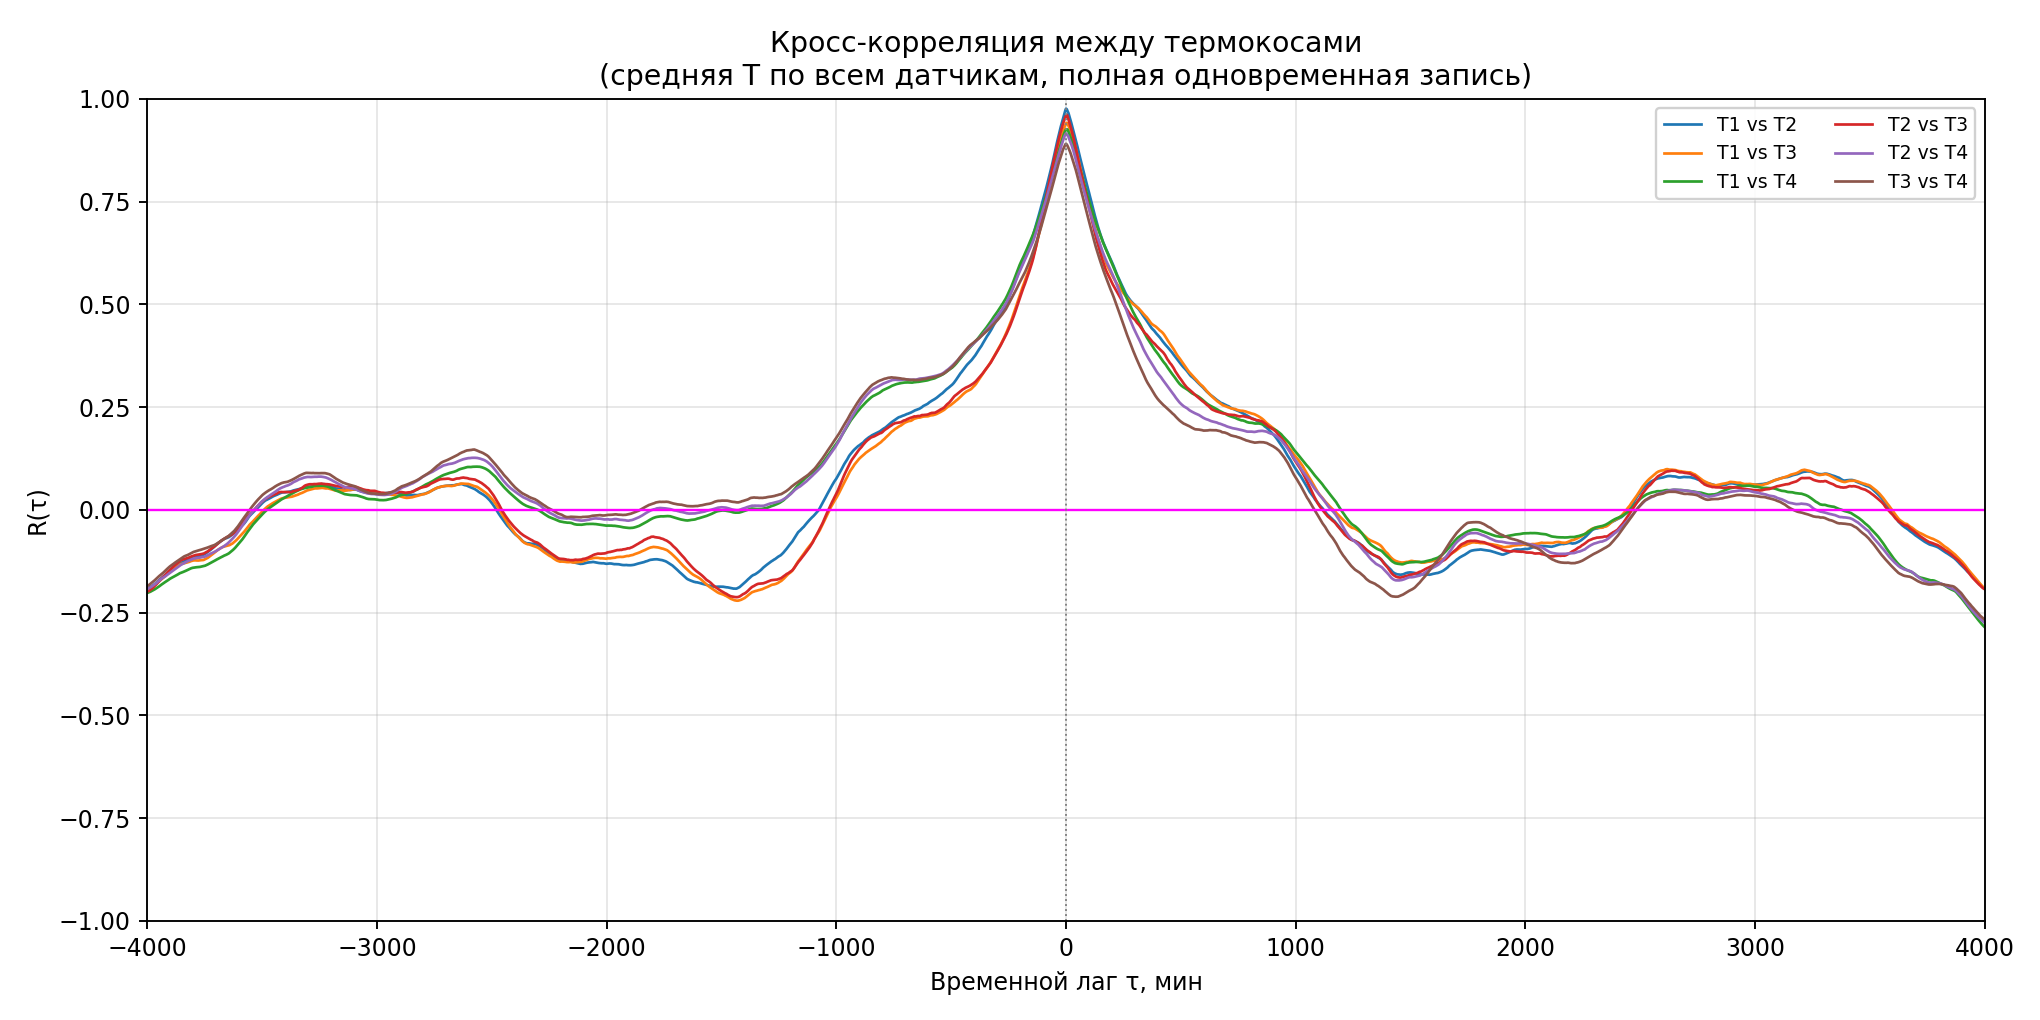 Кросс-корреляция между термокосами
(средняя T по всем датчикам, полная одновременная запись)
1.00
0.75
0.50
0.25
0.00
−0.25
−0.50
−0.75
−1.00
R(τ)
T1 vs T2
T1 vs T3
T1 vs T4
T2 vs T3
T2 vs T4
T3 vs T4
−4000 −3000 −2000 −1000 0 1000 2000 3000 4000
Временной лаг τ, мин